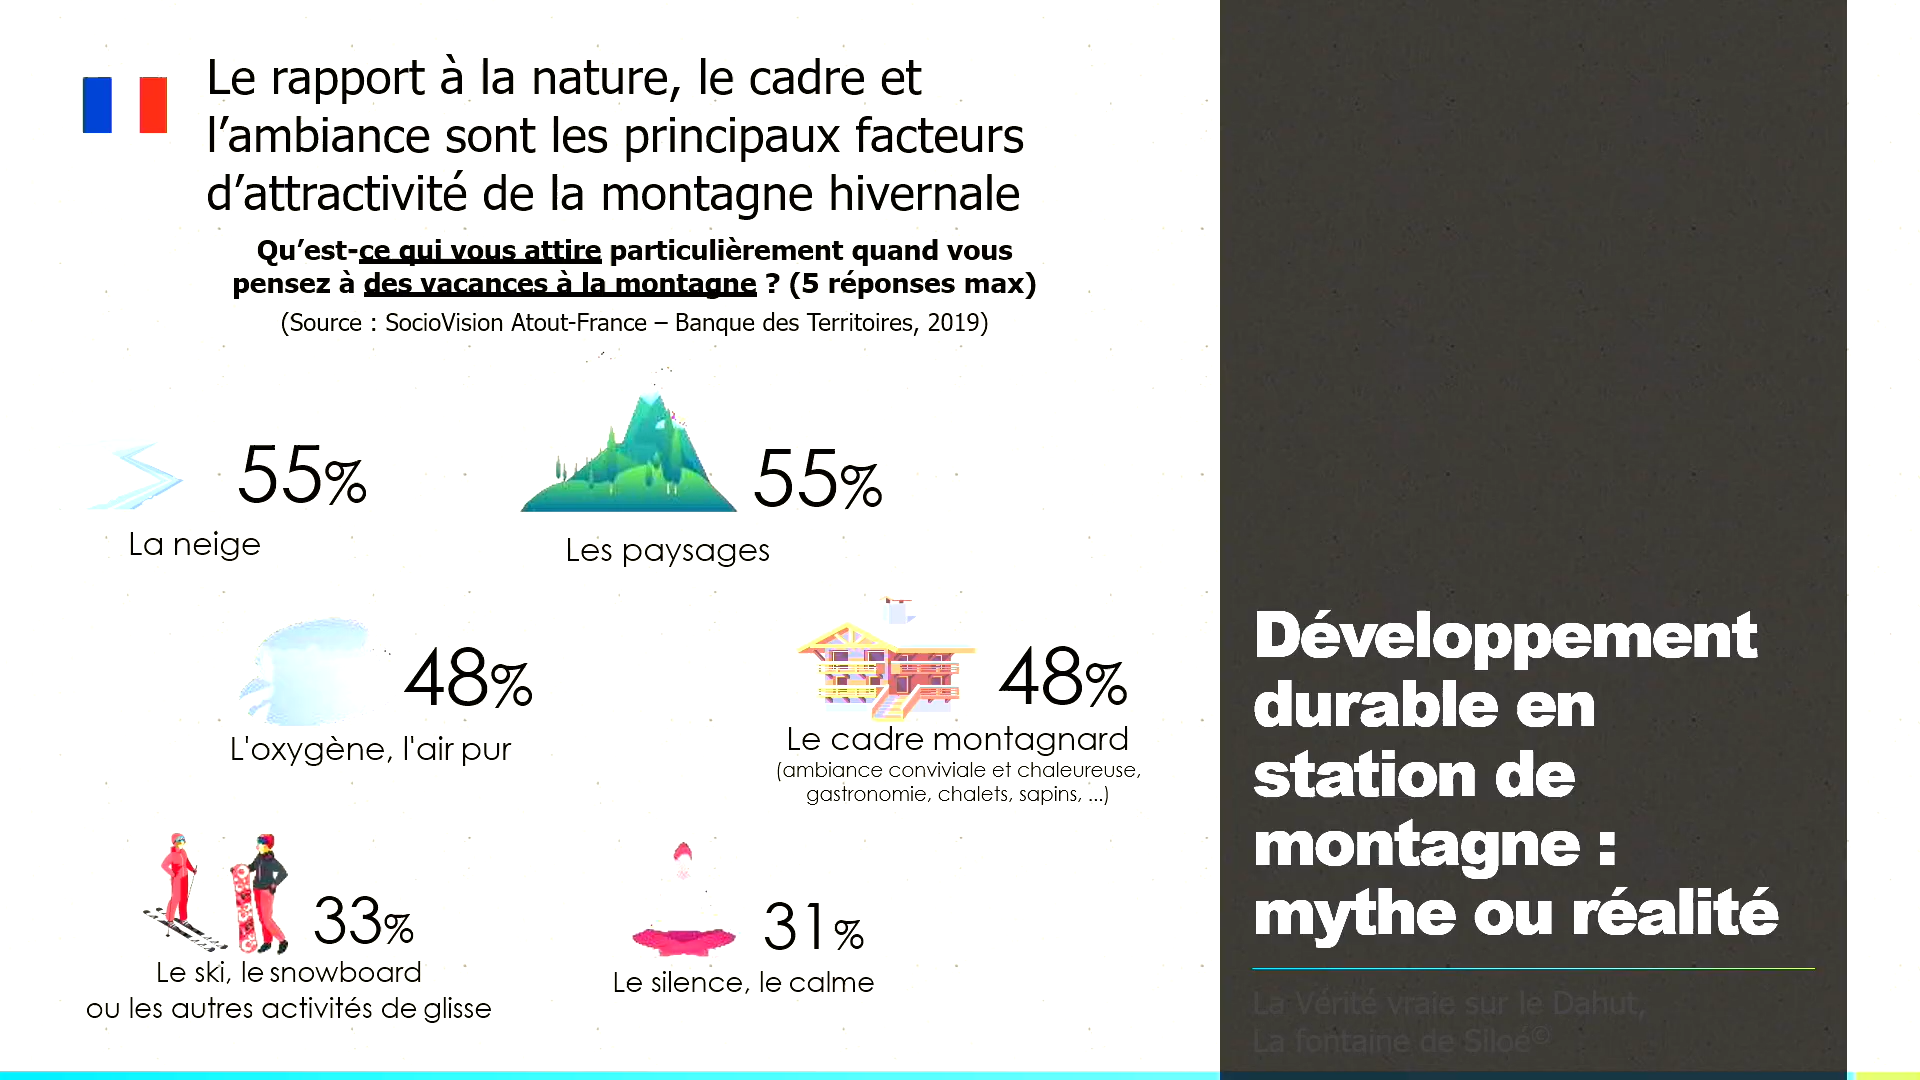 Le rapport à la nature, le cadre et
l’ambiance sont les principaux facteurs
d’attractivité de la montagne hivernale
Qu’est-ce qui vous attire particulièrement quand vous
pensez à des vacances à la montagne ? (5 réponses max)
(Source : SocioVision Atout-France – Banque des Territoires, 2019)
55%
La neige
55%
Les paysages
48%
L'oxygène, l'air pur
48%
Le cadre montagnard
(ambiance conviviale et chaleureuse,
gastronomie, chalets, sapins, ...)
33%
Le ski, le snowboard
ou les autres activités de glisse
31%
Le silence, le calme
Développement
durable en
station de
montagne :
mythe ou réalité
La Vérité vraie sur le Dahut,
La fontaine de Siloé©